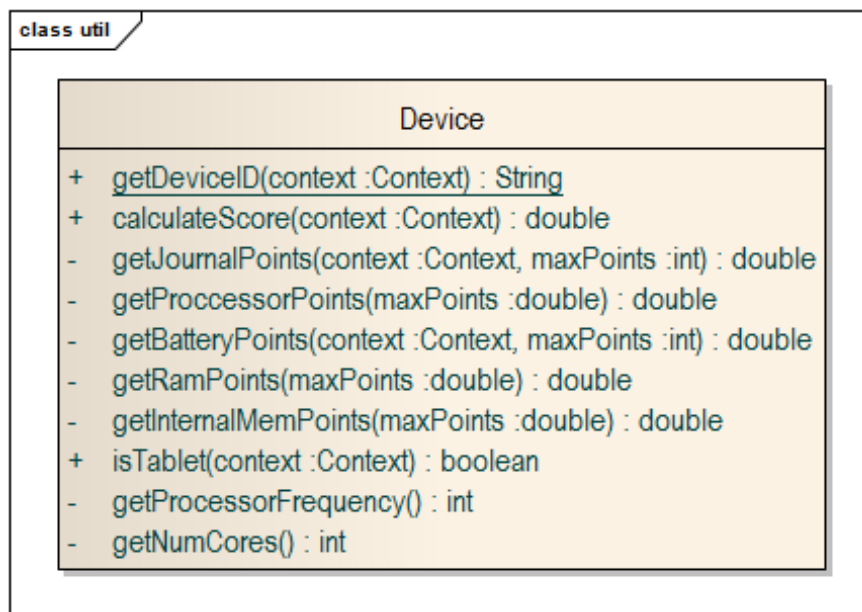 class util
Device
+ getDeviceID(context :Context) : String
+ calculateScore(context :Context) : double
- getJournalPoints(context :Context, maxPoints :int) : double
- getProccessorPoints(maxPoints :double) : double
- getBatteryPoints(context :Context, maxPoints :int) : double
- getRamPoints(maxPoints :double) : double
- getInternalMemPoints(maxPoints :double) : double
+ isTablet(context :Context) : boolean
- getProcessorFrequency() : int
- getNumCores() : int